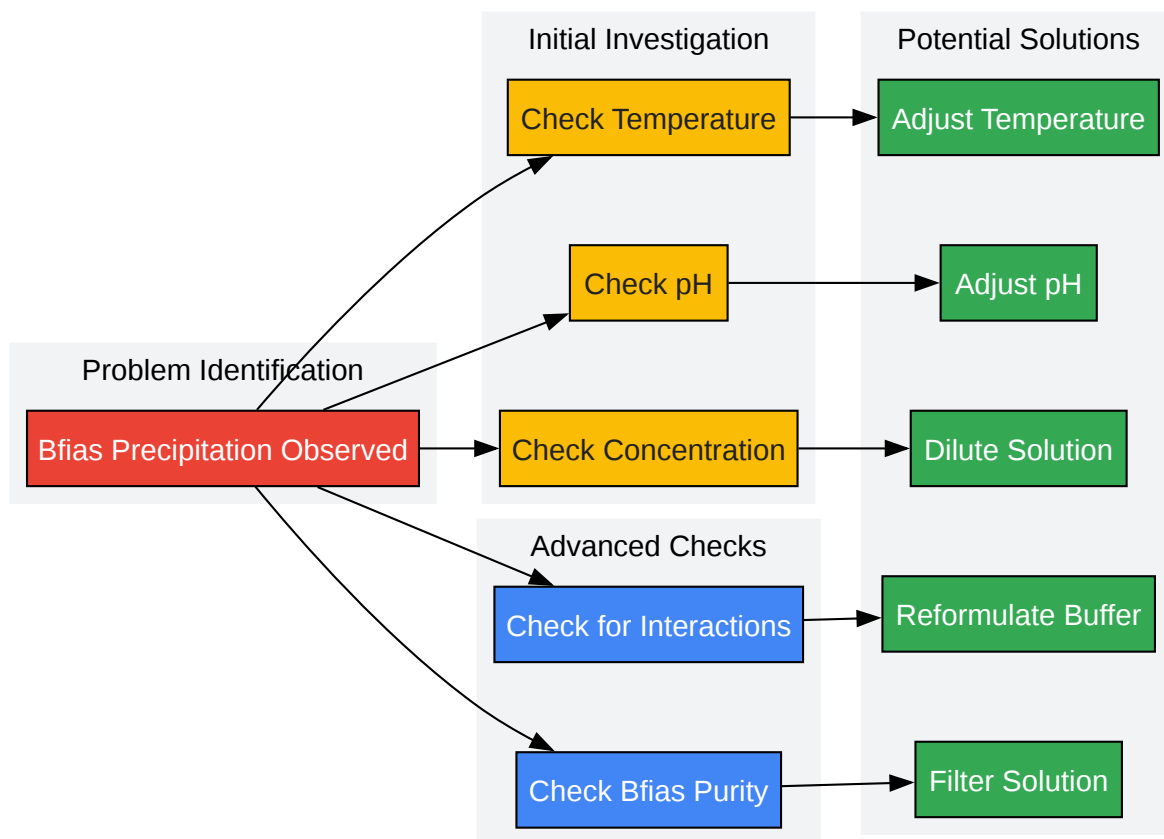 Initial Investigation
Potential Solutions
Check Temperature
Adjust Temperature
Check pH
Adjust pH
Problem Identification
Bfias Precipitation Observed
Check Concentration
Dilute Solution
Advanced Checks
Check for Interactions
Reformulate Buffer
Check Bfias Purity
Filter Solution